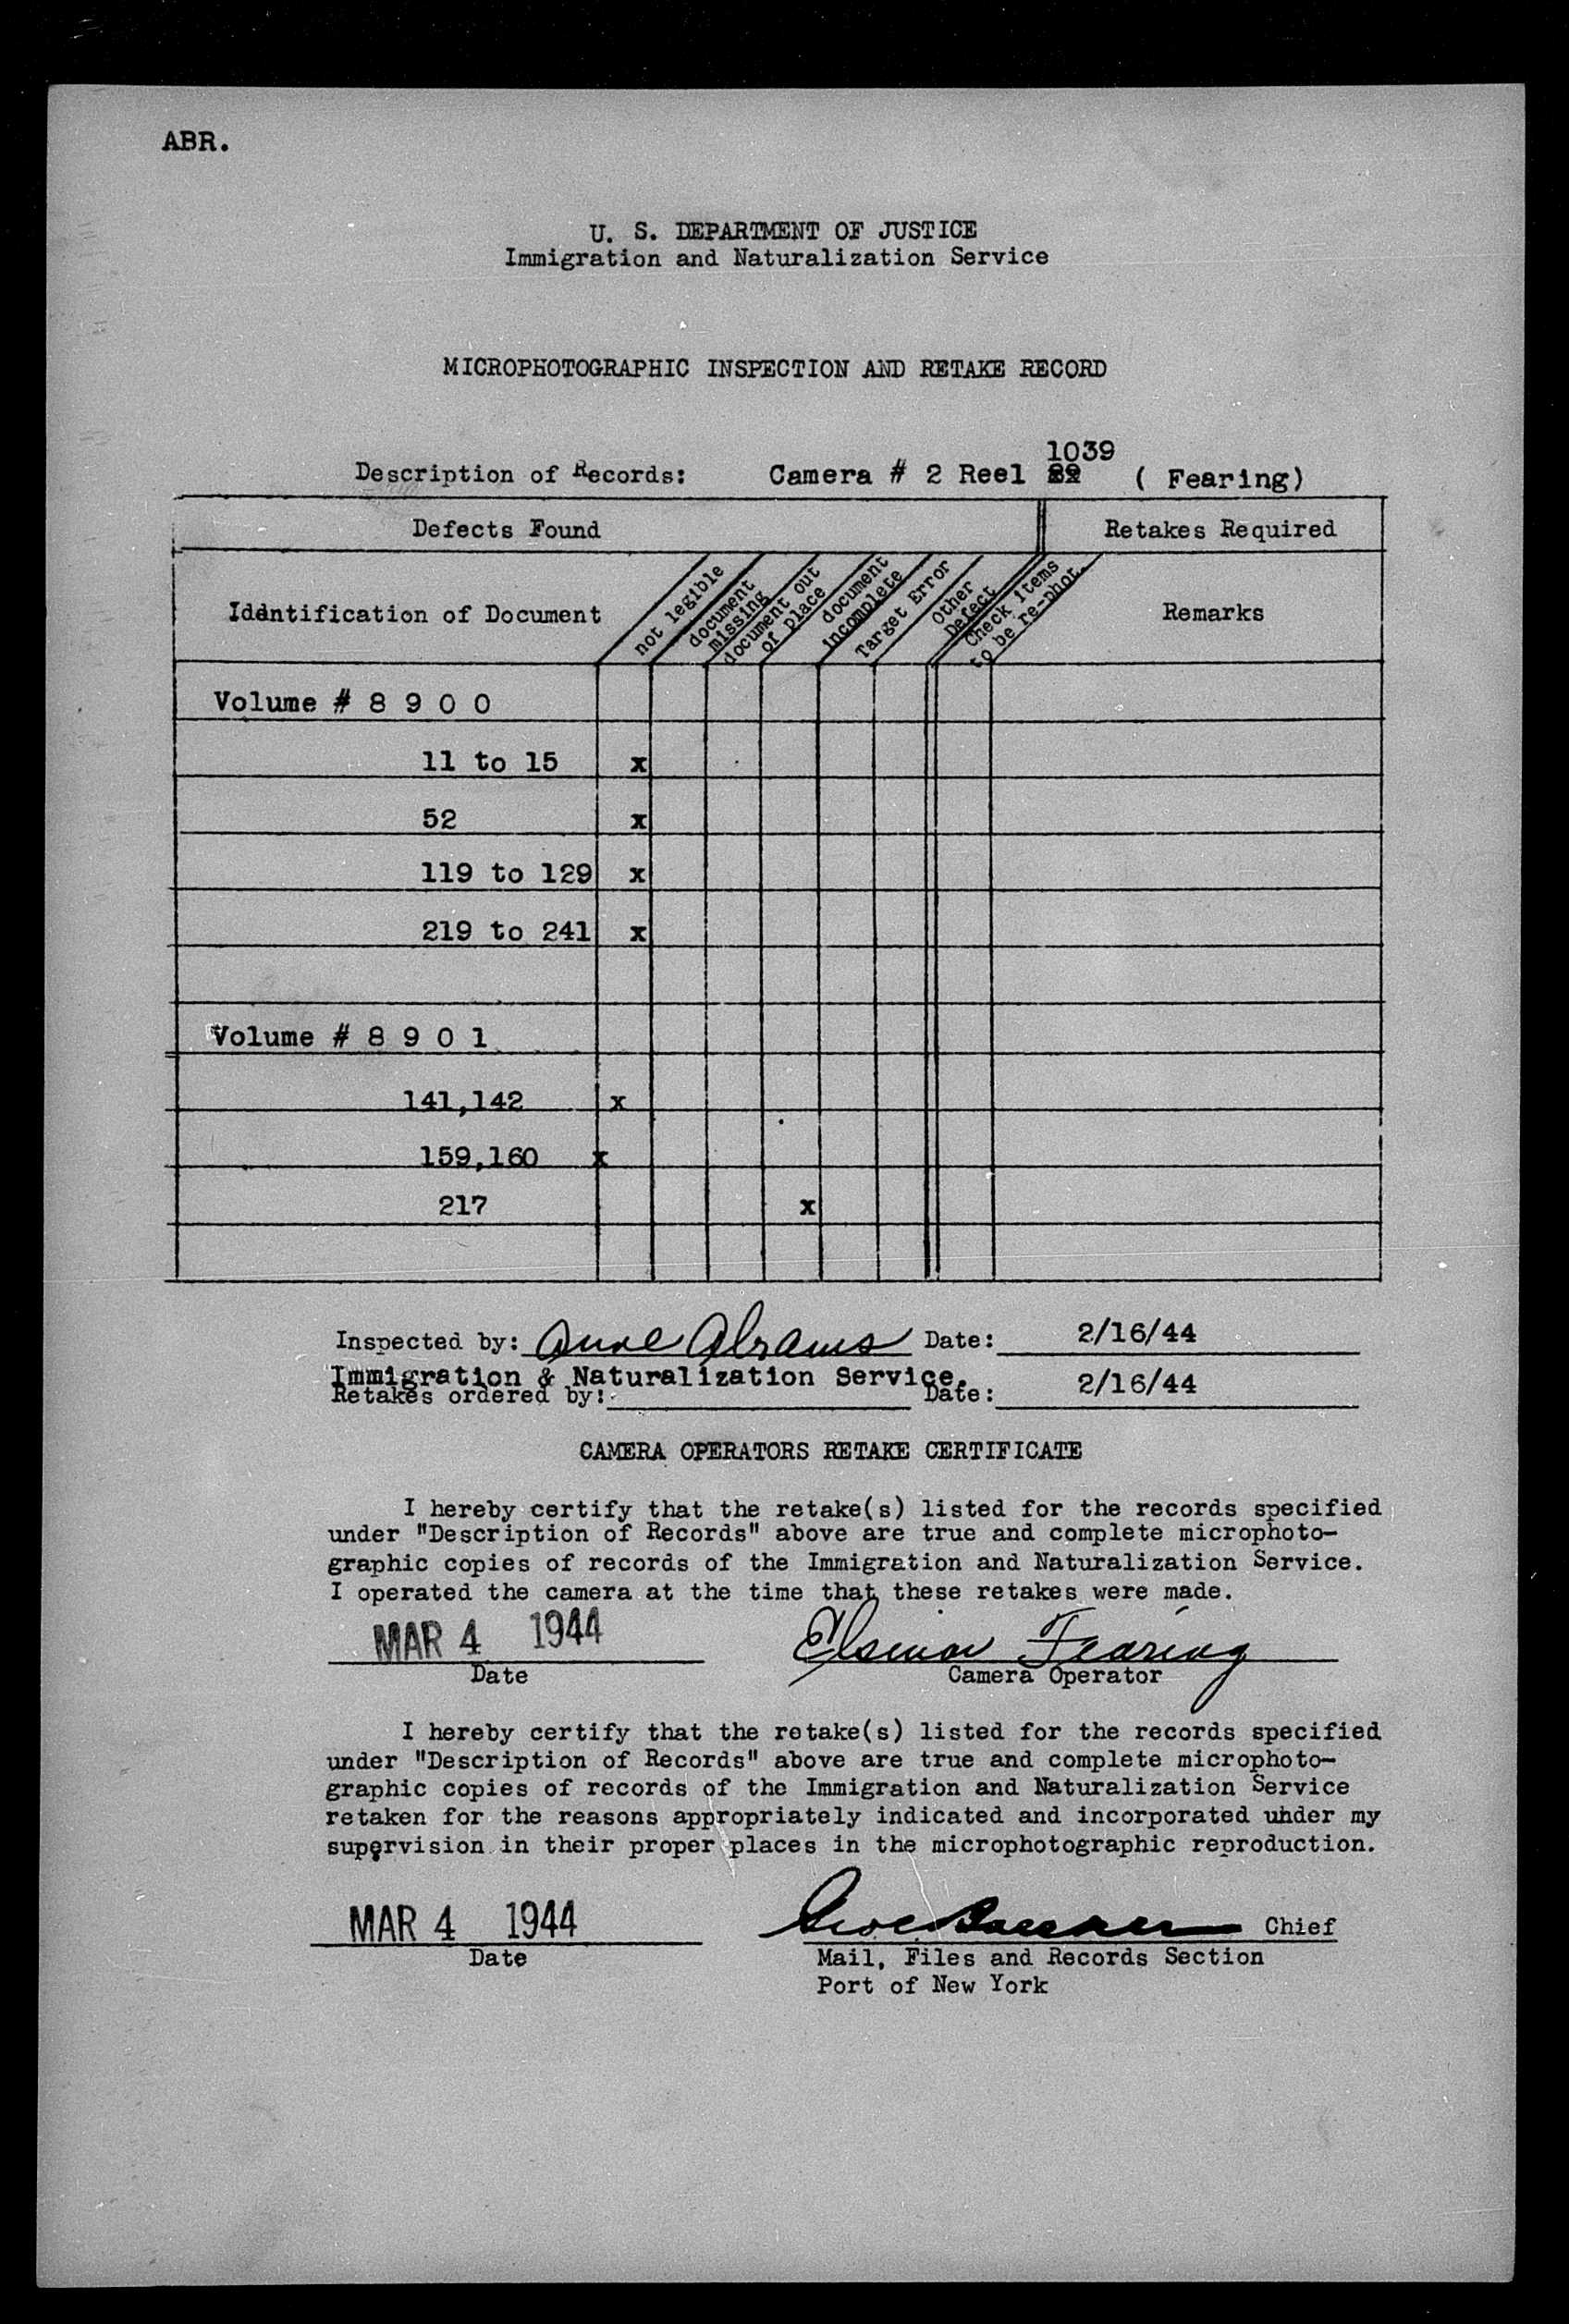 ABR.
U. S. DEPARTMENT OF JUSTICE
Immigration and Naturalization Service
MICROPHOTOGRAPHIC INSPECTION AND RETAKE RECORD
1039
Description of Records: Camera # 2 Reel ( Fearing)
Defects Found Retakes Required
Identification of Document not legible document missing document out of place document incomplete Target Error Other Defect Check items to be re-phot. Remarks
Volume # 8 9 0 0
11 to 15 x
52 x
119 to 129 x
219 to 241 x
Volume # 8 9 0 1
141,142 x
159,160 x
217 x
Inspected by: Anne Abrams Date: 2/16/44
Immigration & Naturalization Service.
Retakes ordered by: Date: 2/16/44
CAMERA OPERATORS RETAKE CERTIFICATE
I hereby certify that the retake(s) listed for the records specified
under "Description of Records" above are true and complete microphoto-
graphic copies of records of the Immigration and Naturalization Service.
I operated the camera at the time that these retakes were made.
MAR 4 1944 Fearing
Date Camera Operator
I hereby certify that the retake(s) listed for the records specified
under "Description of Records" above are true and complete microphoto-
graphic copies of records of the Immigration and Naturalization Service
retaken for the reasons appropriately indicated and incorporated under my
supervision in their proper places in the microphotographic reproduction.
MAR 4 1944 Chief
Date Mail, Files and Records Section
Port of New York